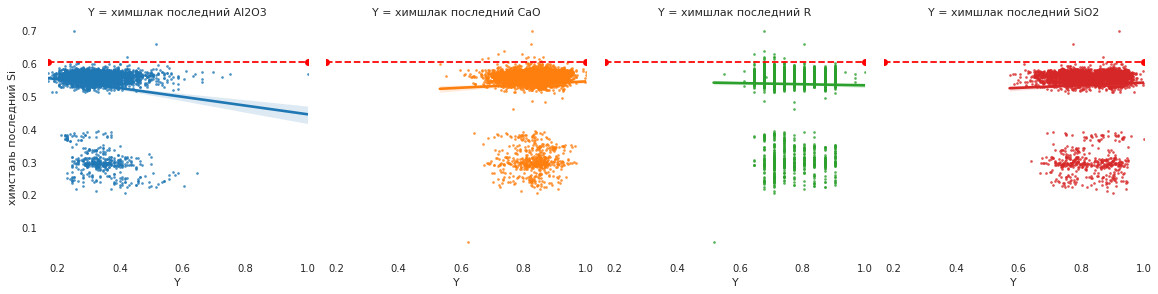 Y = химшлак последний Al2O3
Y = химшлак последний CaO
Y = химшлак последний R
Y = химшлак последний SiO2
химсталь последний Si
0.7
0.6
0.5
0.4
0.3
0.2
0.1
0.2 0.4 0.6 0.8 1.0
0.2 0.4 0.6 0.8 1.0
0.2 0.4 0.6 0.8 1.0
0.2 0.4 0.6 0.8 1.0
Y
Y
Y
Y